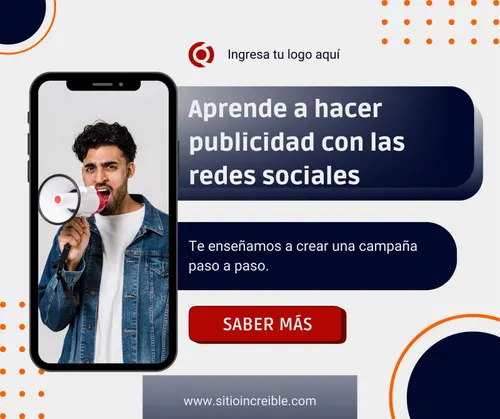 Ingresa tu logo aquí
Aprende a hacer
publicidad con las
redes sociales
Te enseñamos a crear una campaña
paso a paso.
SABER MÁS
www.sitioincreible.com